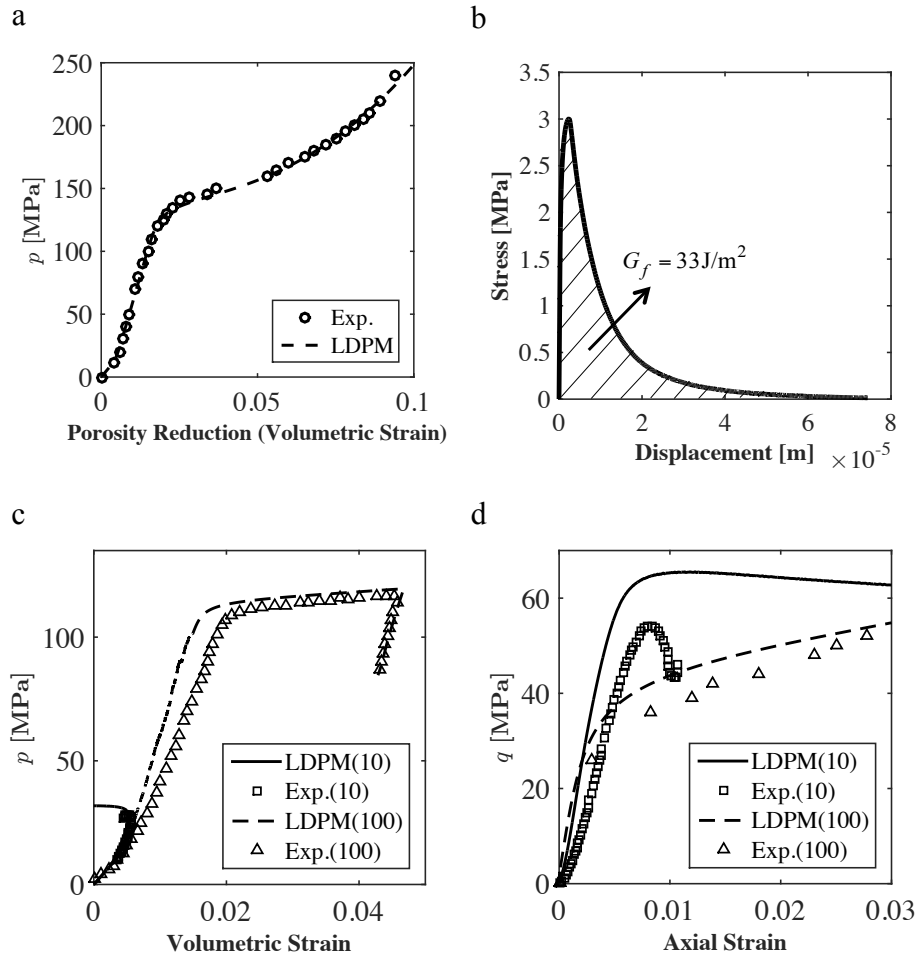 a
250
200
150
100
50
0
p [MPa]
Exp.
LDPM
0
0.05
0.1
Porosity Reduction (Volumetric Strain)
b
4
3.5
3
2.5
2
1.5
1
0.5
0
Stress [MPa]
G_f = 33J/m²
0
2
4
6
8
Displacement [m]
×10⁻⁵
c
100
50
0
p [MPa]
LDPM(10)
Exp.(10)
LDPM(100)
Exp.(100)
0
0.02
0.04
Volumetric Strain
d
60
40
20
0
q [MPa]
LDPM(10)
Exp.(10)
LDPM(100)
Exp.(100)
0
0.01
0.02
0.03
Axial Strain